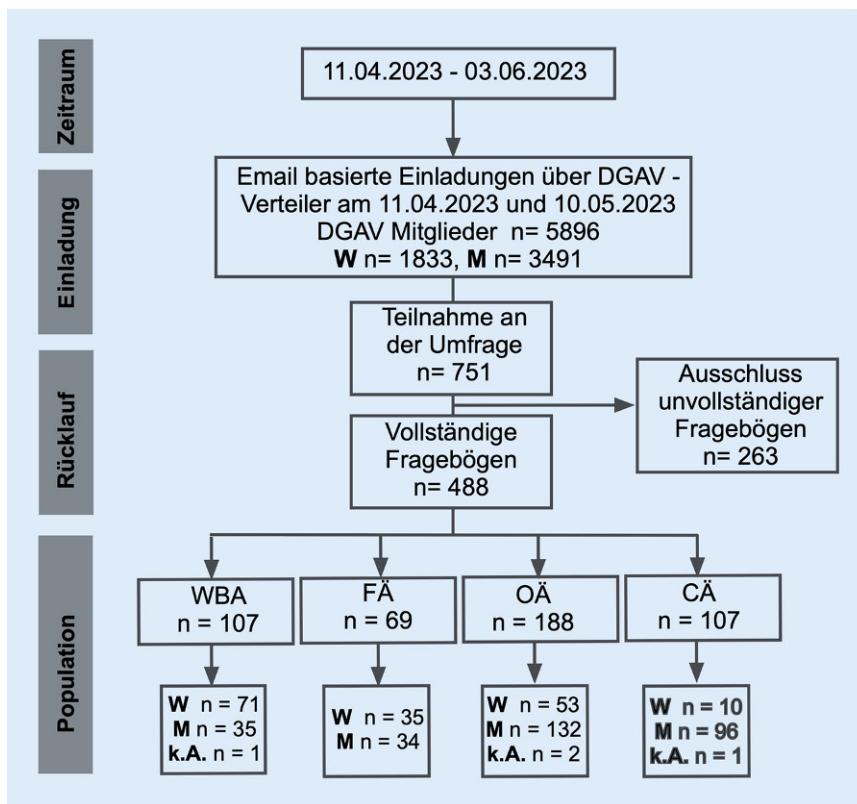 Zeitraum
11.04.2023 - 03.06.2023
Einladung
Email basierte Einladungen über DGAV -
Verteiler am 11.04.2023 und 10.05.2023
DGAV Mitglieder n= 5896
W n= 1833, M n= 3491
Rücklauf
Teilnahme an
der Umfrage
n= 751
Ausschluss
unvollständiger
Fragebögen
n= 263
Vollständige
Fragebögen
n= 488
Population
WBA
n = 107
FÄ
n = 69
OÄ
n = 188
CÄ
n = 107
W n = 71
M n = 35
k.A. n = 1
W n = 35
M n = 34
W n = 53
M n = 132
k.A. n = 2
W n = 10
M n = 96
k.A. n = 1